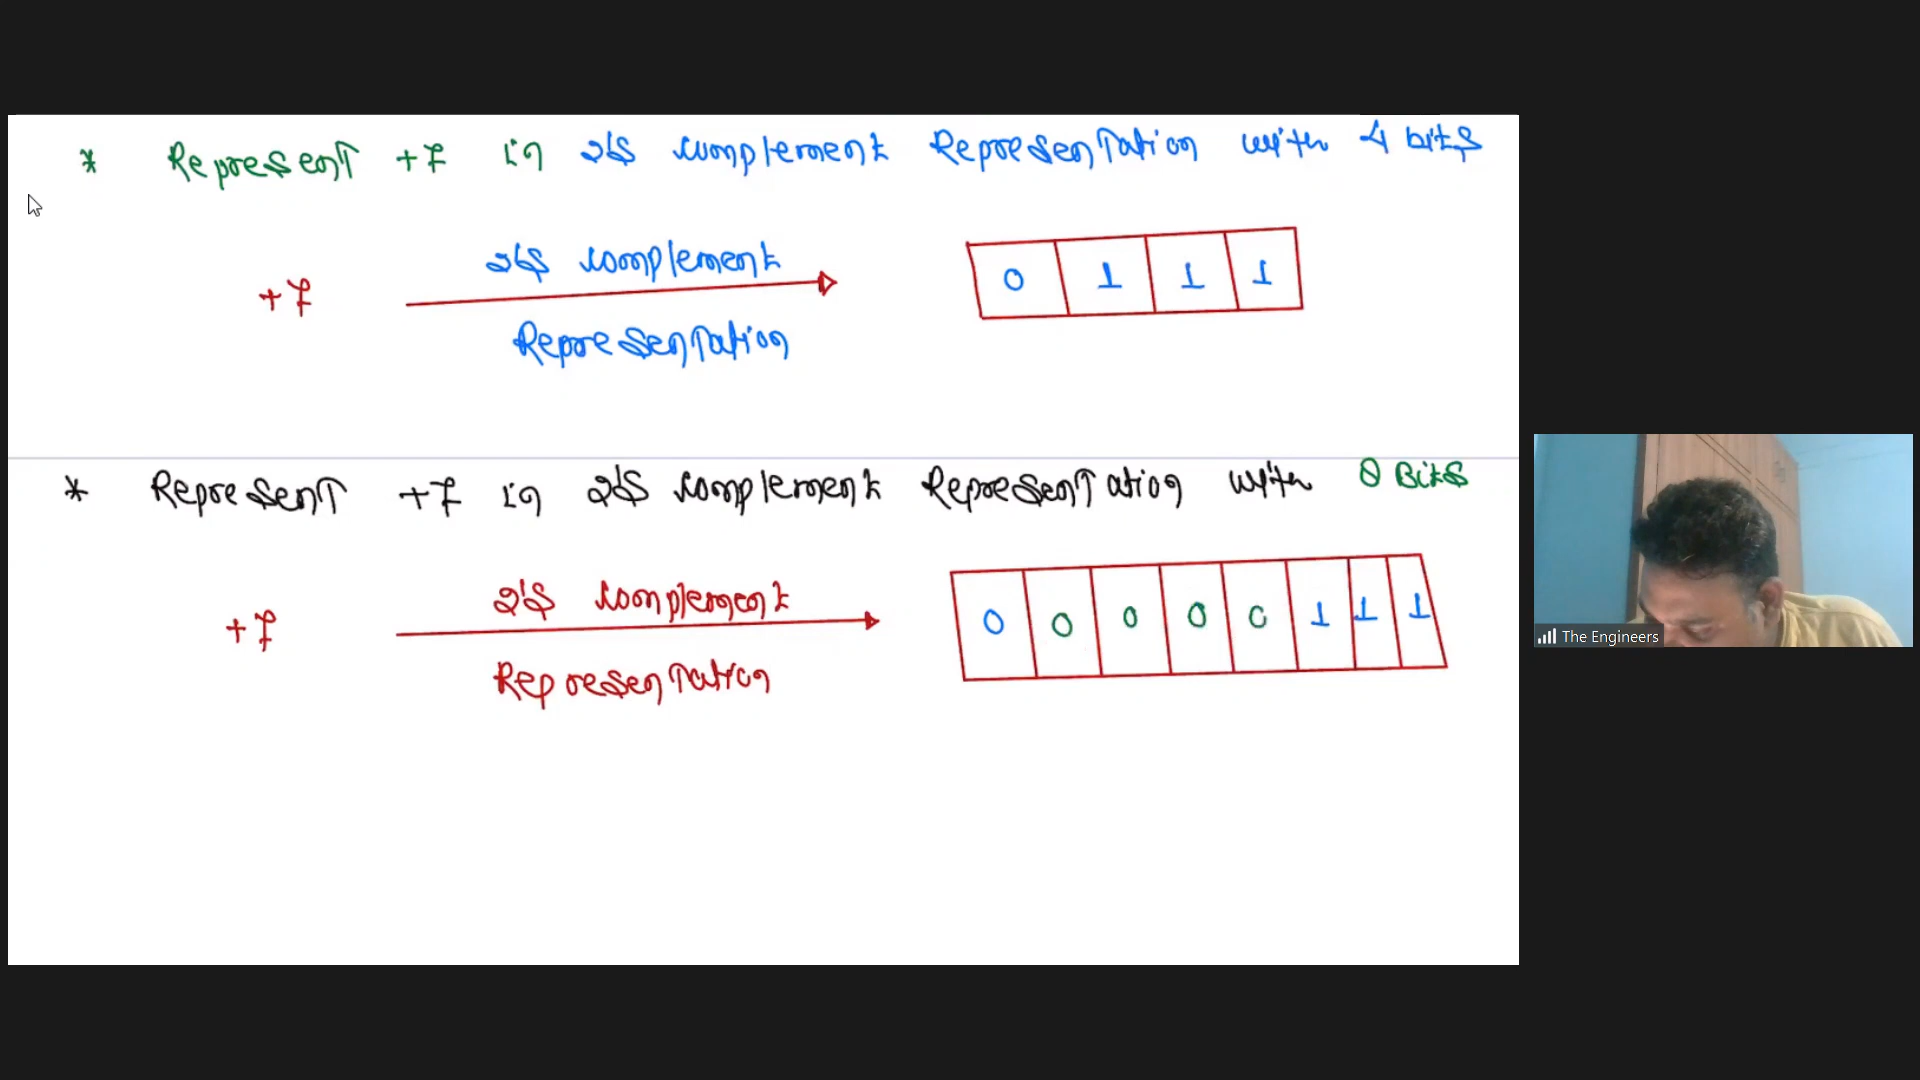 * Represent +7 in 2's complement Representation with 4 bits
+7 2's complement Representation 0 1 1 1
* Represent +7 in 2's complement Representation with 8 Bits
+7 2's complement Representation 0 0 0 0 0 1 1 1
The Engineers